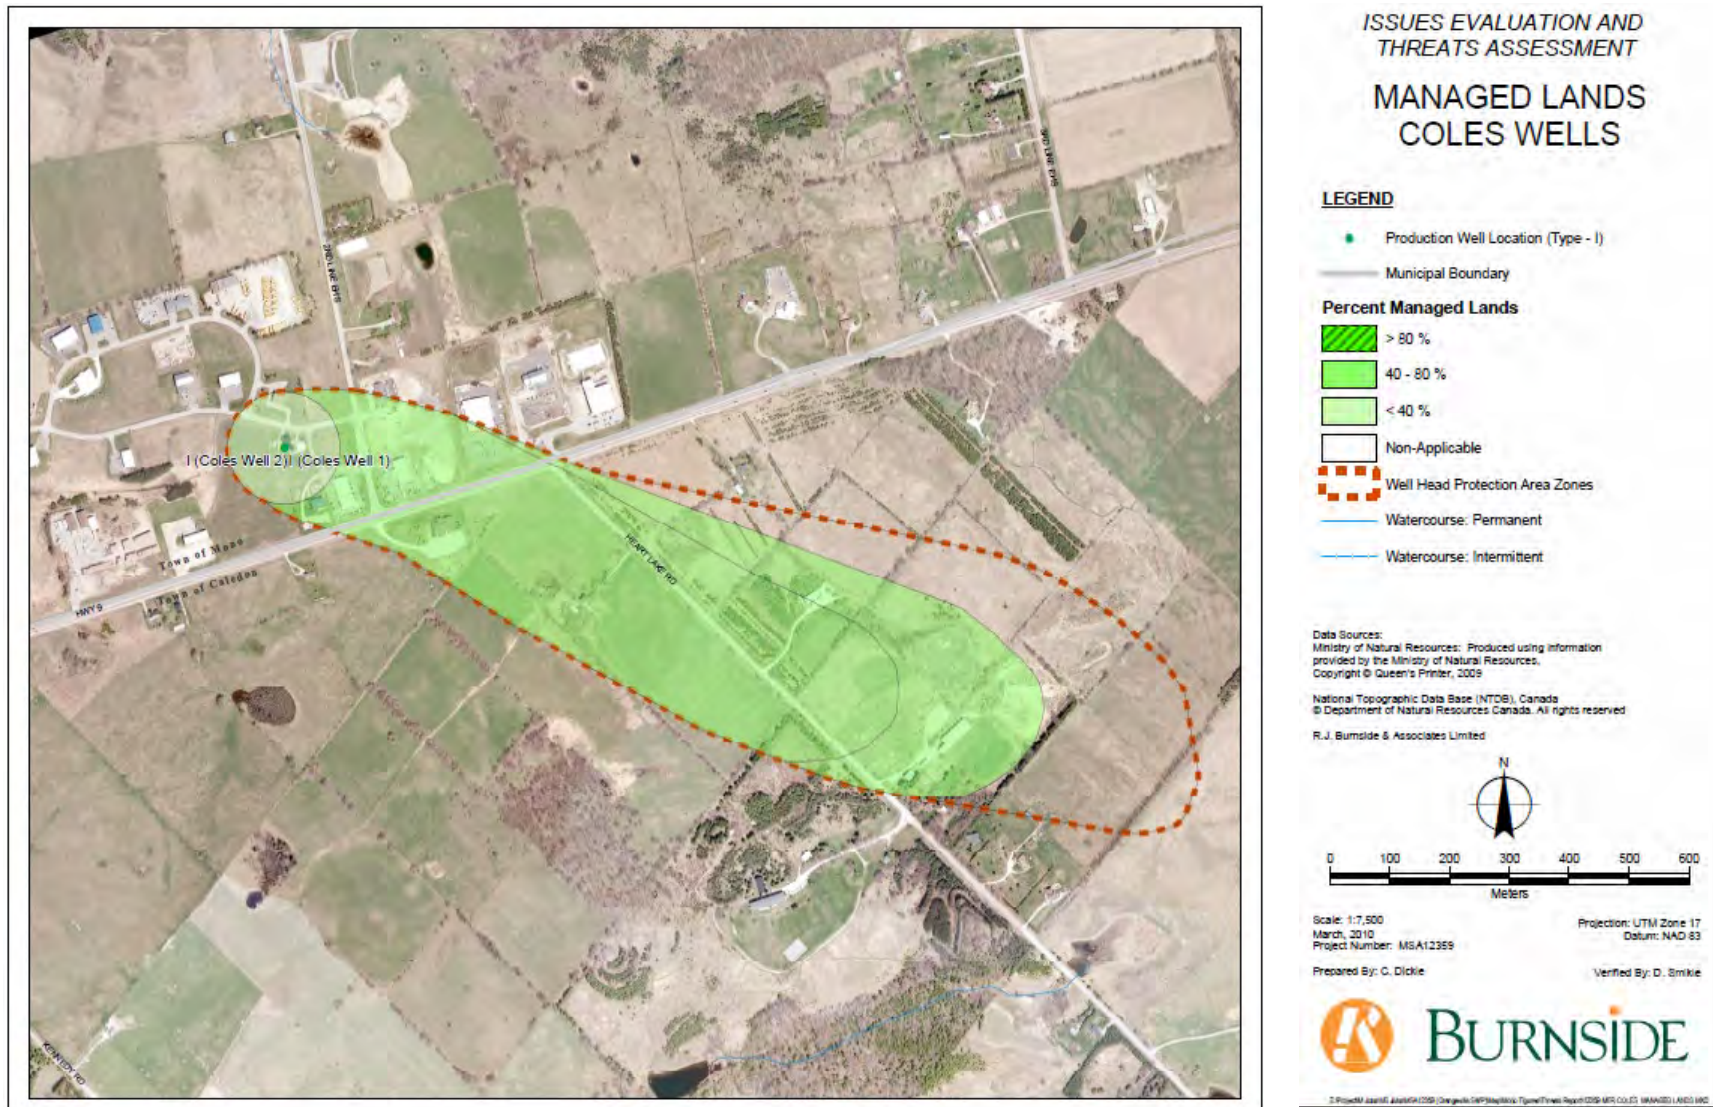 2ND LINE EHS
3RD LINE EHS
I (Coles Well 2)I (Coles Well 1)
HEART LAKE RD
Town of Mono
Town of Caledon
HWY 9
KENNEDY RD
ISSUES EVALUATION AND
THREATS ASSESSMENT
MANAGED LANDS
COLES WELLS
LEGEND
Production Well Location (Type - I)
Municipal Boundary
Percent Managed Lands
> 80 %
40 - 80 %
< 40 %
Non-Applicable
Well Head Protection Area Zones
Watercourse: Permanent
Watercourse: Intermittent
Data Sources:
Ministry of Natural Resources: Produced using information
provided by the Ministry of Natural Resources,
Copyright © Queen's Printer, 2009
National Topographic Data Base (NTDB), Canada
© Department of Natural Resources Canada. All rights reserved
R.J. Burnside & Associates Limited
N
0 100 200 300 400 500 600
Meters
Scale: 1:7,500
March, 2010
Project Number: MSA12359
Projection: UTM Zone 17
Datum: NAD 83
Prepared By: C. Dickie
Verified By: D. Smikle
BURNSIDE